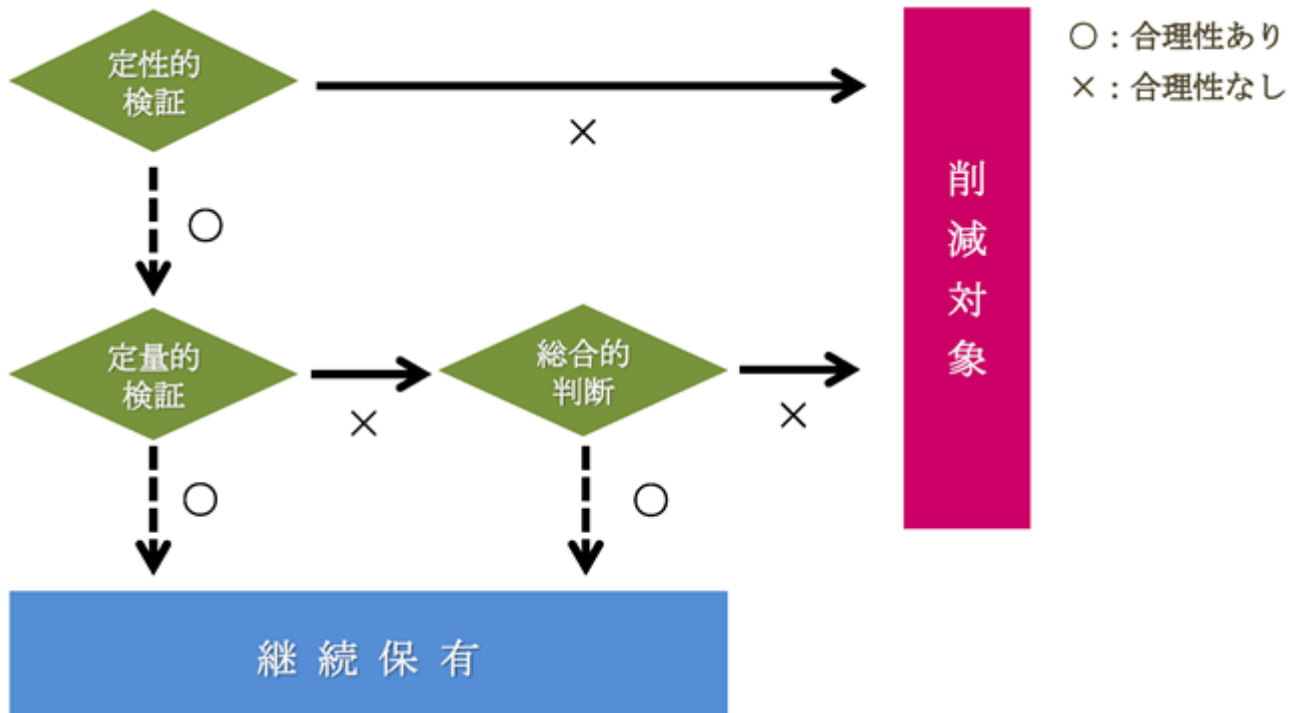 定性的
検証
○：合理性あり
×：合理性なし
×
○
削減対象
定量的
検証
総合的
判断
×
×
○
○
継続保有